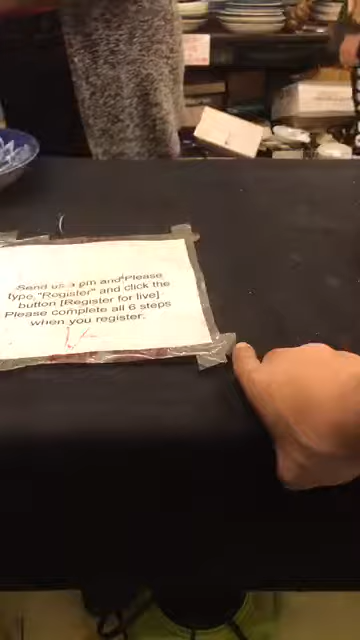 Send us a pm and Please
type "Register" and click the
button [Register for live]
Please complete all 6 steps
when you register.